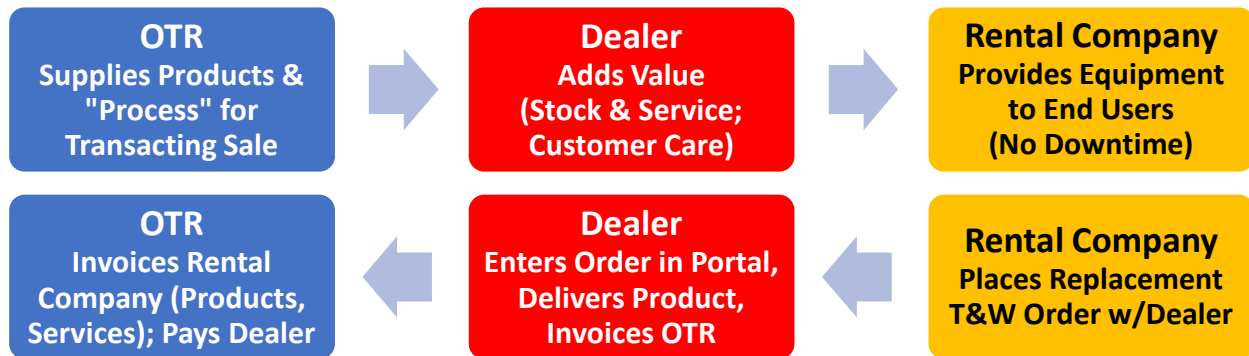 OTR
Supplies Products &
"Process" for
Transacting Sale
Dealer
Adds Value
(Stock & Service;
Customer Care)
Rental Company
Provides Equipment
to End Users
(No Downtime)
OTR
Invoices Rental
Company (Products,
Services); Pays Dealer
Dealer
Enters Order in Portal,
Delivers Product,
Invoices OTR
Rental Company
Places Replacement
T&W Order w/Dealer